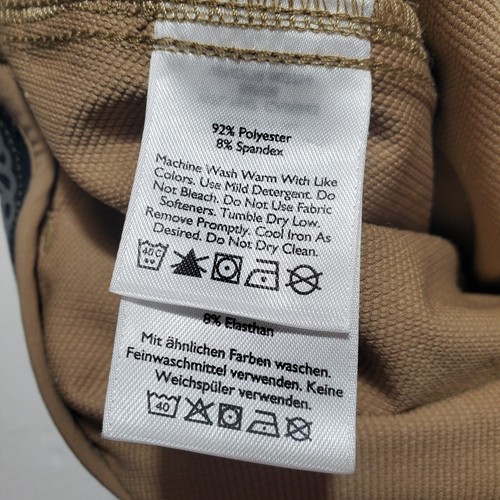 92% Polyester
8% Spandex
Machine Wash Warm With Like
Colors. Use Mild Detergent. Do
Not Bleach. Do Not Use Fabric
Softeners. Tumble Dry Low.
Remove Promptly. Cool Iron As
Desired. Do Not Dry Clean.
40°C
8% Elasthan
Mit ähnlichen Farben waschen.
Feinwaschmittel verwenden. Keine
Weichspüler verwenden.
40